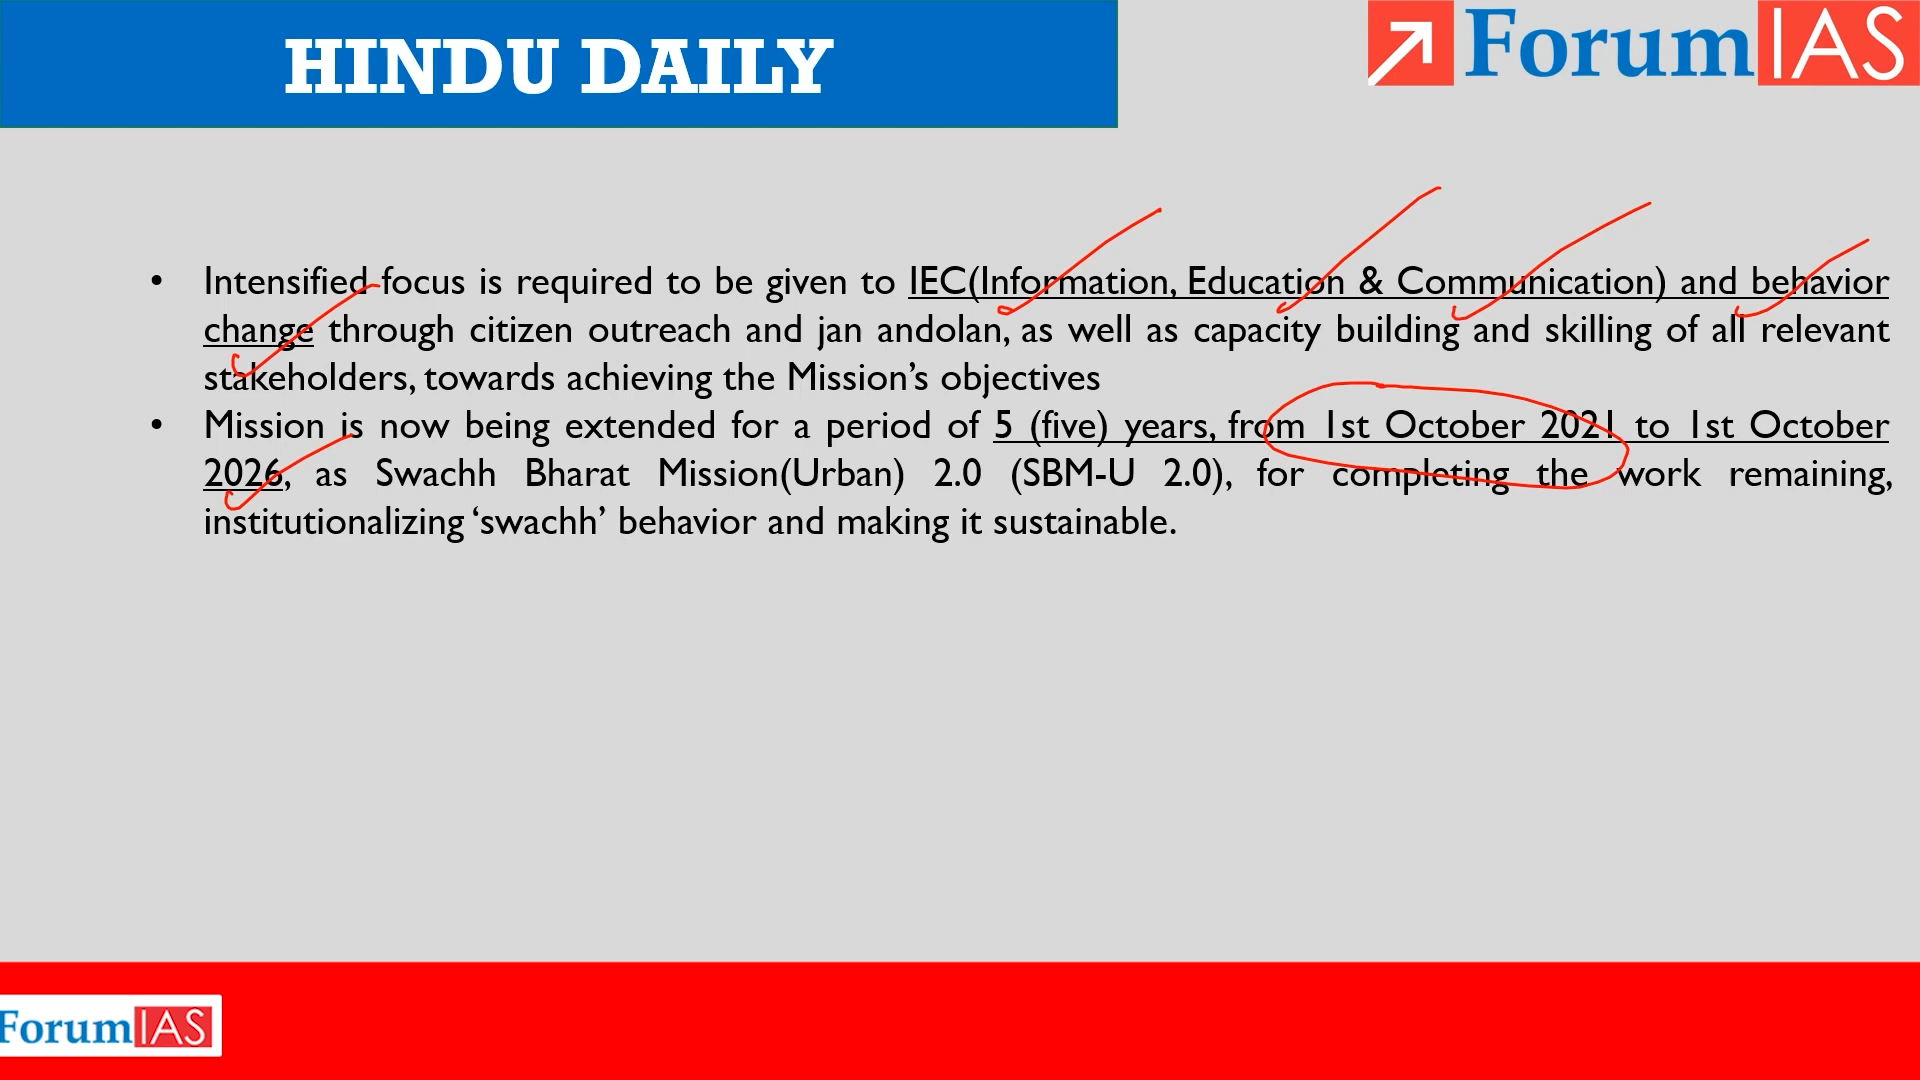 HINDU DAILY
Forum IAS
• Intensified focus is required to be given to IEC(Information, Education & Communication) and behavior
change through citizen outreach and jan andolan, as well as capacity building and skilling of all relevant
stakeholders, towards achieving the Mission’s objectives
• Mission is now being extended for a period of 5 (five) years, from 1st October 2021 to 1st October
2026, as Swachh Bharat Mission(Urban) 2.0 (SBM-U 2.0), for completing the work remaining,
institutionalizing ‘swachh’ behavior and making it sustainable.
Forum IAS